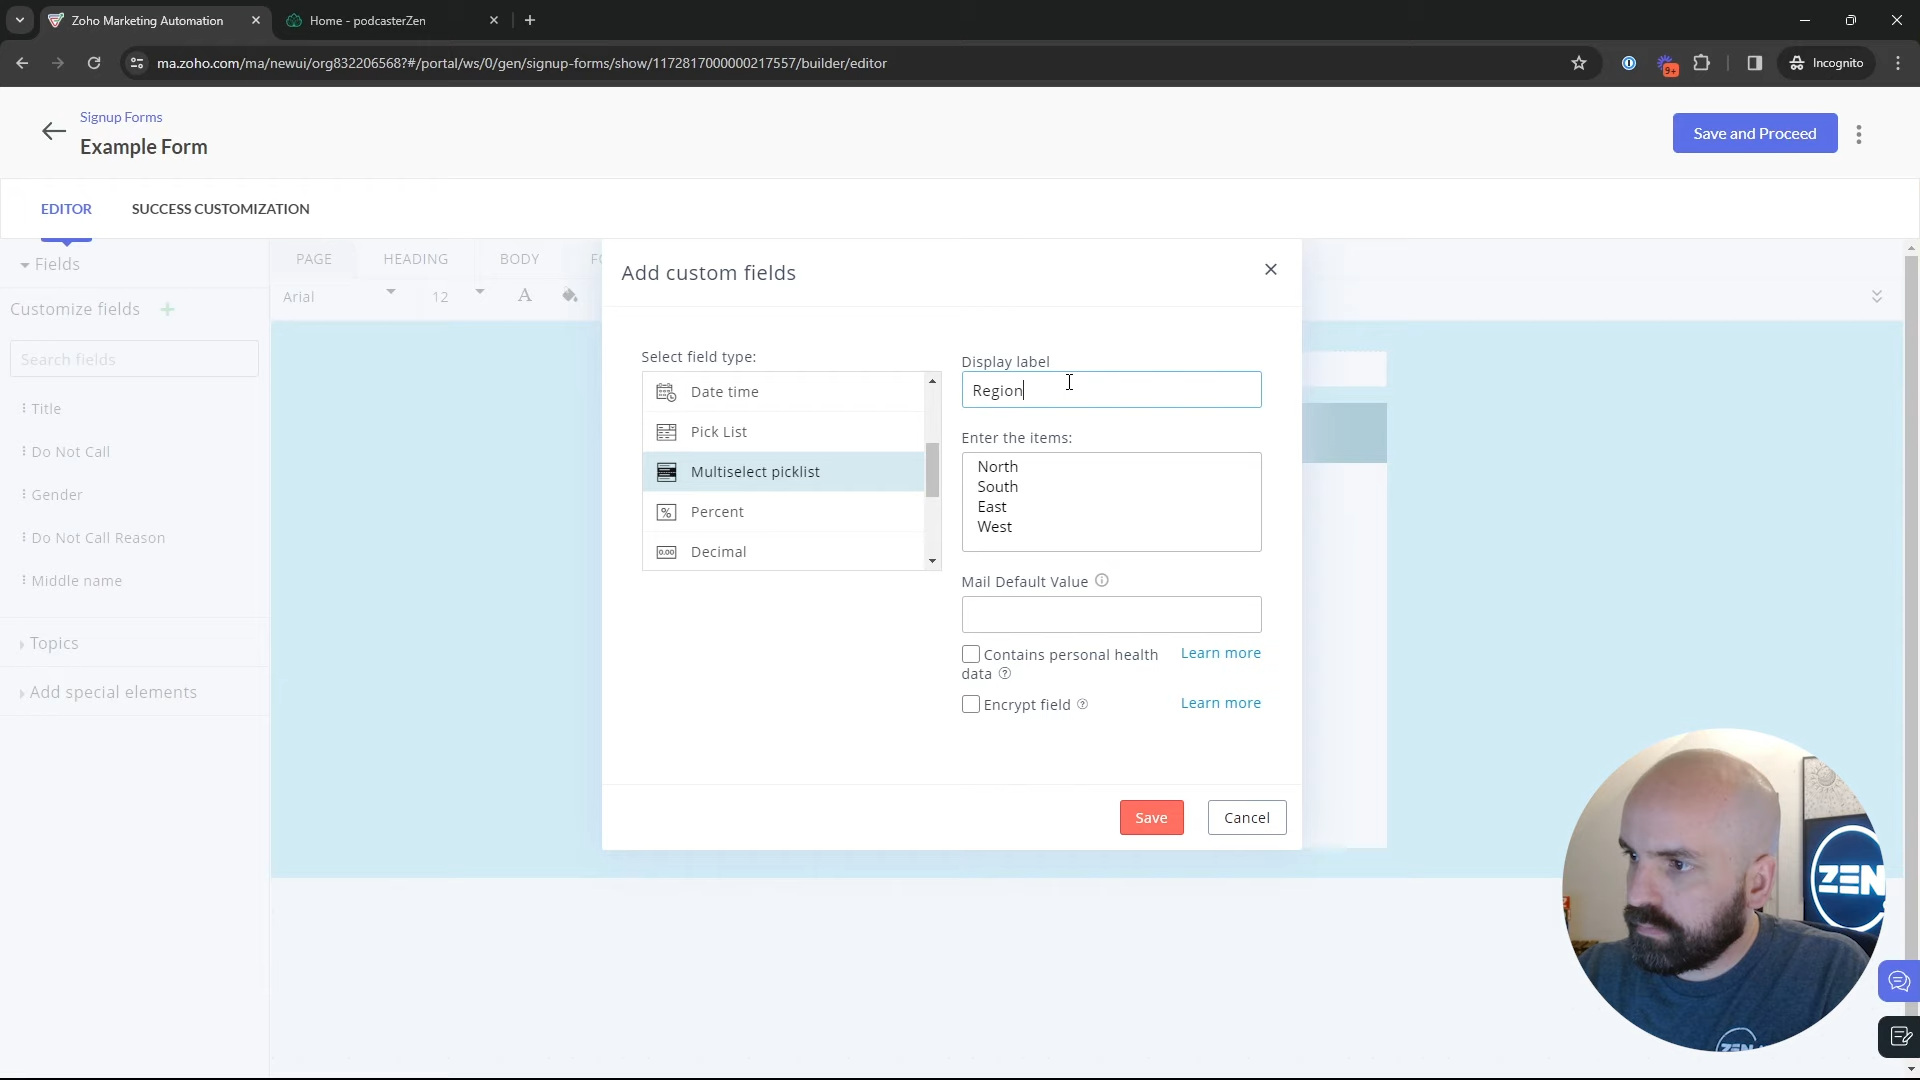 Zoho Marketing Automation
Home - podcasterZen
ma.zoho.com/ma/newui/org832206568?#/portal/ws/0/gen/signup-forms/show/1172817000000217557/builder/editor
9+
Incognito
Signup Forms
Example Form
Save and Proceed
EDITOR
SUCCESS CUSTOMIZATION
Fields
PAGE
HEADING
BODY
FO
Customize fields
Arial
12
A
Search fields
Title
Do Not Call
Gender
Do Not Call Reason
Middle name
Topics
Add special elements
Add custom fields
Select field type:
Date time
Pick List
Multiselect picklist
% Percent
0.00 Decimal
Display label
Region
Enter the items:
North
South
East
West
Mail Default Value
Contains personal health
data
Learn more
Encrypt field
Learn more
Save
Cancel
ZEN
ZEN